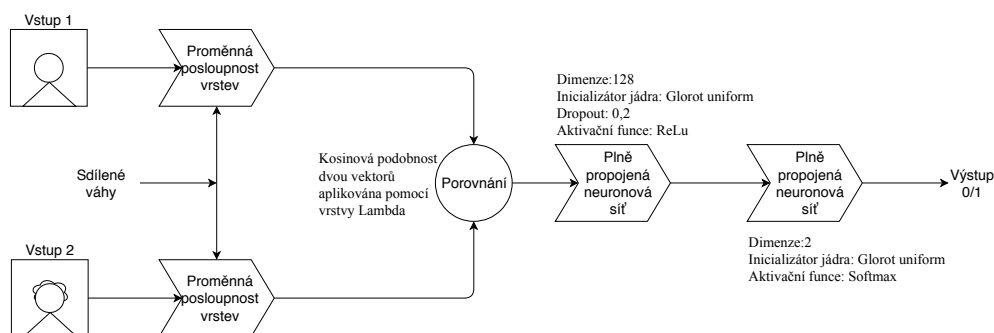 Vstup 1
Proměnná
posloupnost
vrstev
Sdílené
váhy
Vstup 2
Proměnná
posloupnost
vrstev
Kosinová podobnost
dvou vektorů
aplikována pomocí
vrstvy Lambda
Porovnání
Dimenze:128
Inicializátor jádra: Glorot uniform
Dropout: 0,2
Aktivační funce: ReLu
Plně
propojená
neuronová
síť
Plně
propojená
neuronová
síť
Dimenze:2
Inicializátor jádra: Glorot uniform
Aktivační funce: Softmax
Výstup
0/1